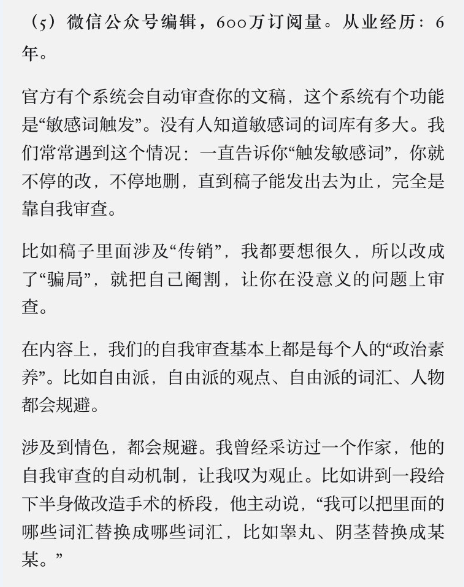 （5）微信公众号编辑，600万订阅量。从业经历：6
年。
官方有个系统会自动审查你的文稿，这个系统有个功能
是“敏感词触发”。没有人知道敏感词的词库有多大。我
们常常遇到这个情况：一直告诉你“触发敏感词”，你就
不停的改，不停地删，直到稿子能发出去为止，完全是
靠自我审查。
比如稿子里面涉及“传销”，我都要想很久，所以改成
了“骗局”，就把自己阉割，让你在没意义的问题上审
查。
在内容上，我们的自我审查基本上都是每个人的“政治素
养”。比如自由派，自由派的观点、自由派的词汇、人物
都会规避。
涉及到情色，都会规避。我曾经采访过一个作家，他的
自我审查的自动机制，让我叹为观止。比如讲到一段给
下半身做改造手术的桥段，他主动说，“我可以把里面的
哪些词汇替换成哪些词汇，比如睾丸、阴茎替换成某
某。”